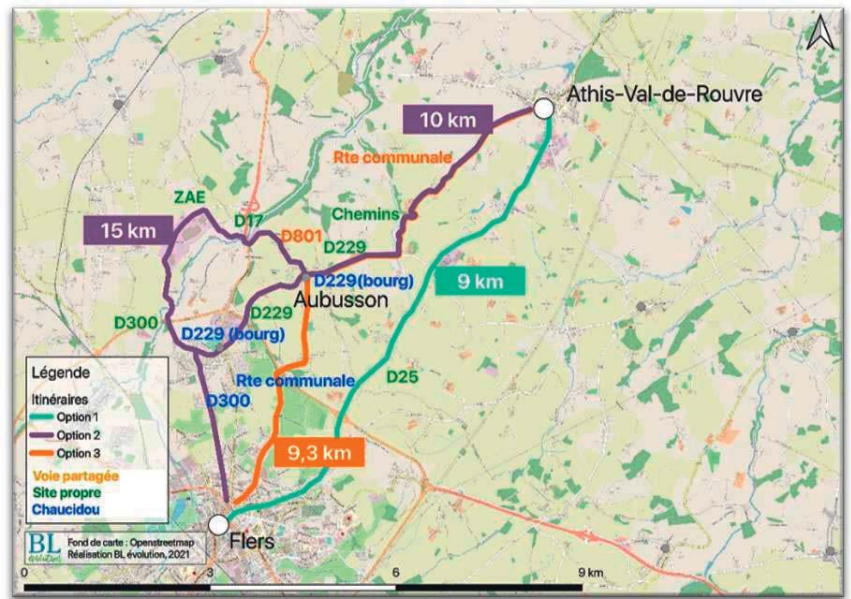 Athis-Val-de-Rouvre
10 km
Rte communale
ZAE
Chemins
15 km
D17
D801
D229
D229(bourg)
9 km
Aubusson
D229
D300
D229 (bourg)
Légende
Itinéraires
Option 1
Option 2
Option 3
Voie partagée
Site propre
Chaucidou
Rte communale
D25
D300
9,3 km
Flers
BL
évolution
Fond de carte : Openstreetmap
Réalisation BL évolution, 2021
0 3 6 9 km